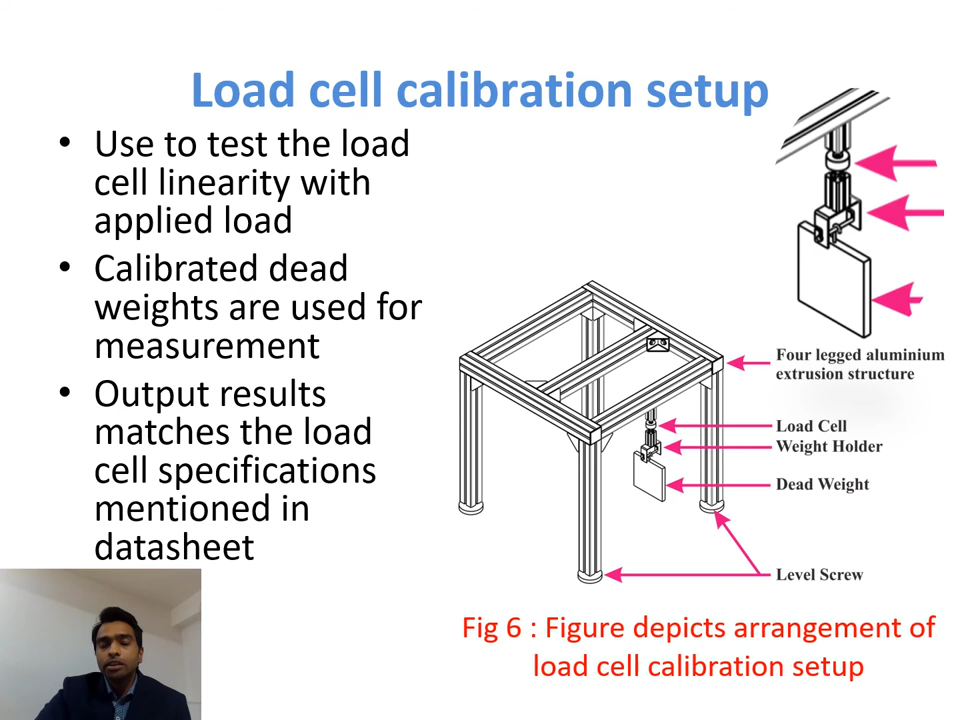 Load cell calibration setup
• Use to test the load
cell linearity with
applied load
• Calibrated dead
weights are used for
measurement
• Output results
matches the load
cell specifications
mentioned in
datasheet
Four legged aluminium
extrusion structure
Load Cell
Weight Holder
Dead Weight
Level Screw
Fig 6 : Figure depicts arrangement of
load cell calibration setup